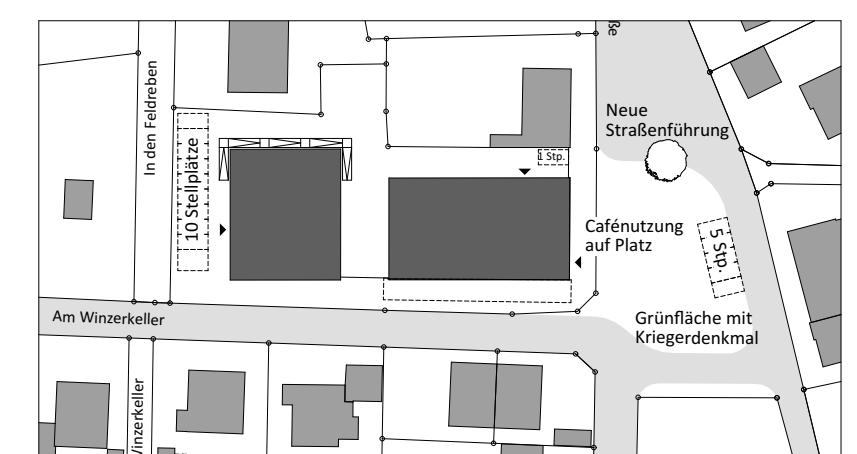 ße
In den Feldreben
Neue
Straßenführung
10 Stellplätze
1 Stp.
Cafénutzung
auf Platz
5 Stp.
Am Winzerkeller
Grünfläche mit
Kriegerdenkmal
Winzerkeller